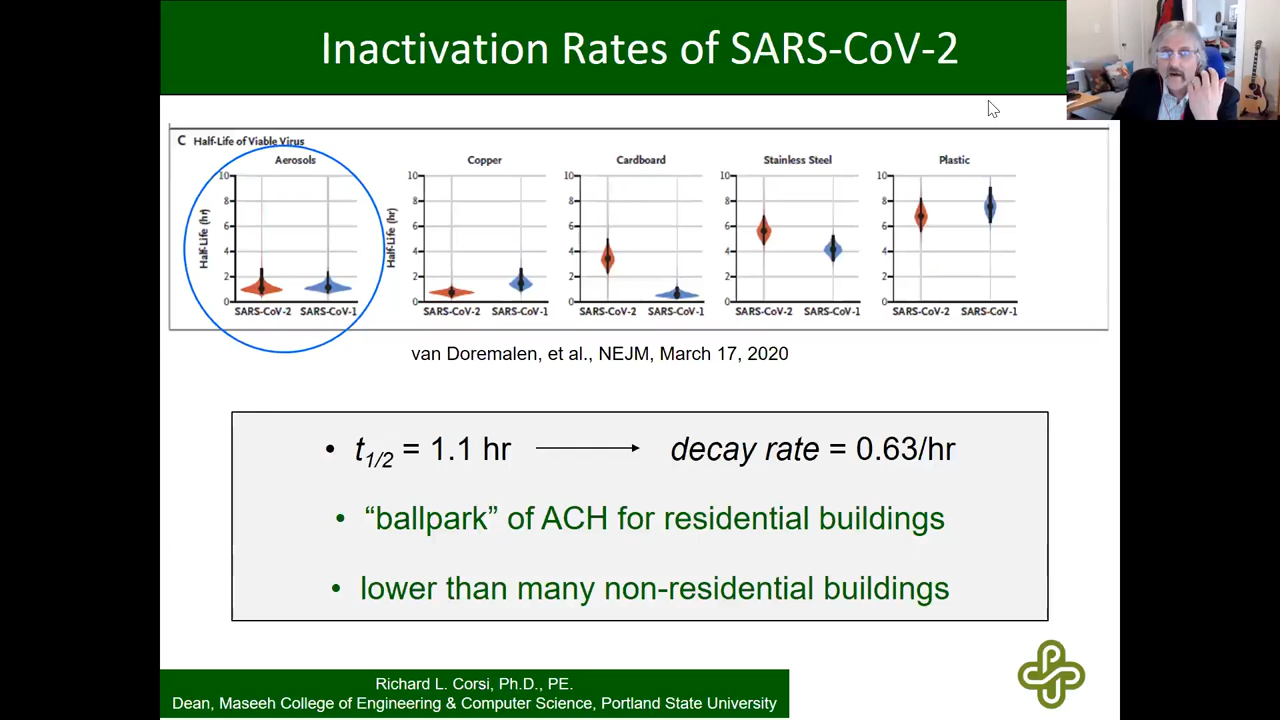 Inactivation Rates of SARS-CoV-2
C Half-Life of Viable Virus
Aerosols
Copper
Cardboard
Stainless Steel
Plastic
Half-Life (hr)
10
8
6
4
2
0
SARS-CoV-2 SARS-CoV-1
Half-Life (hr)
10
8
6
4
2
0
SARS-CoV-2 SARS-CoV-1
10
8
6
4
2
0
SARS-CoV-2 SARS-CoV-1
10
8
6
4
2
0
SARS-CoV-2 SARS-CoV-1
10
8
6
4
2
0
SARS-CoV-2 SARS-CoV-1
van Doremalen, et al., NEJM, March 17, 2020
• t1/2 = 1.1 hr → decay rate = 0.63/hr
• “ballpark” of ACH for residential buildings
• lower than many non-residential buildings
Richard L. Corsi, Ph.D., PE.
Dean, Maseeh College of Engineering & Computer Science, Portland State University